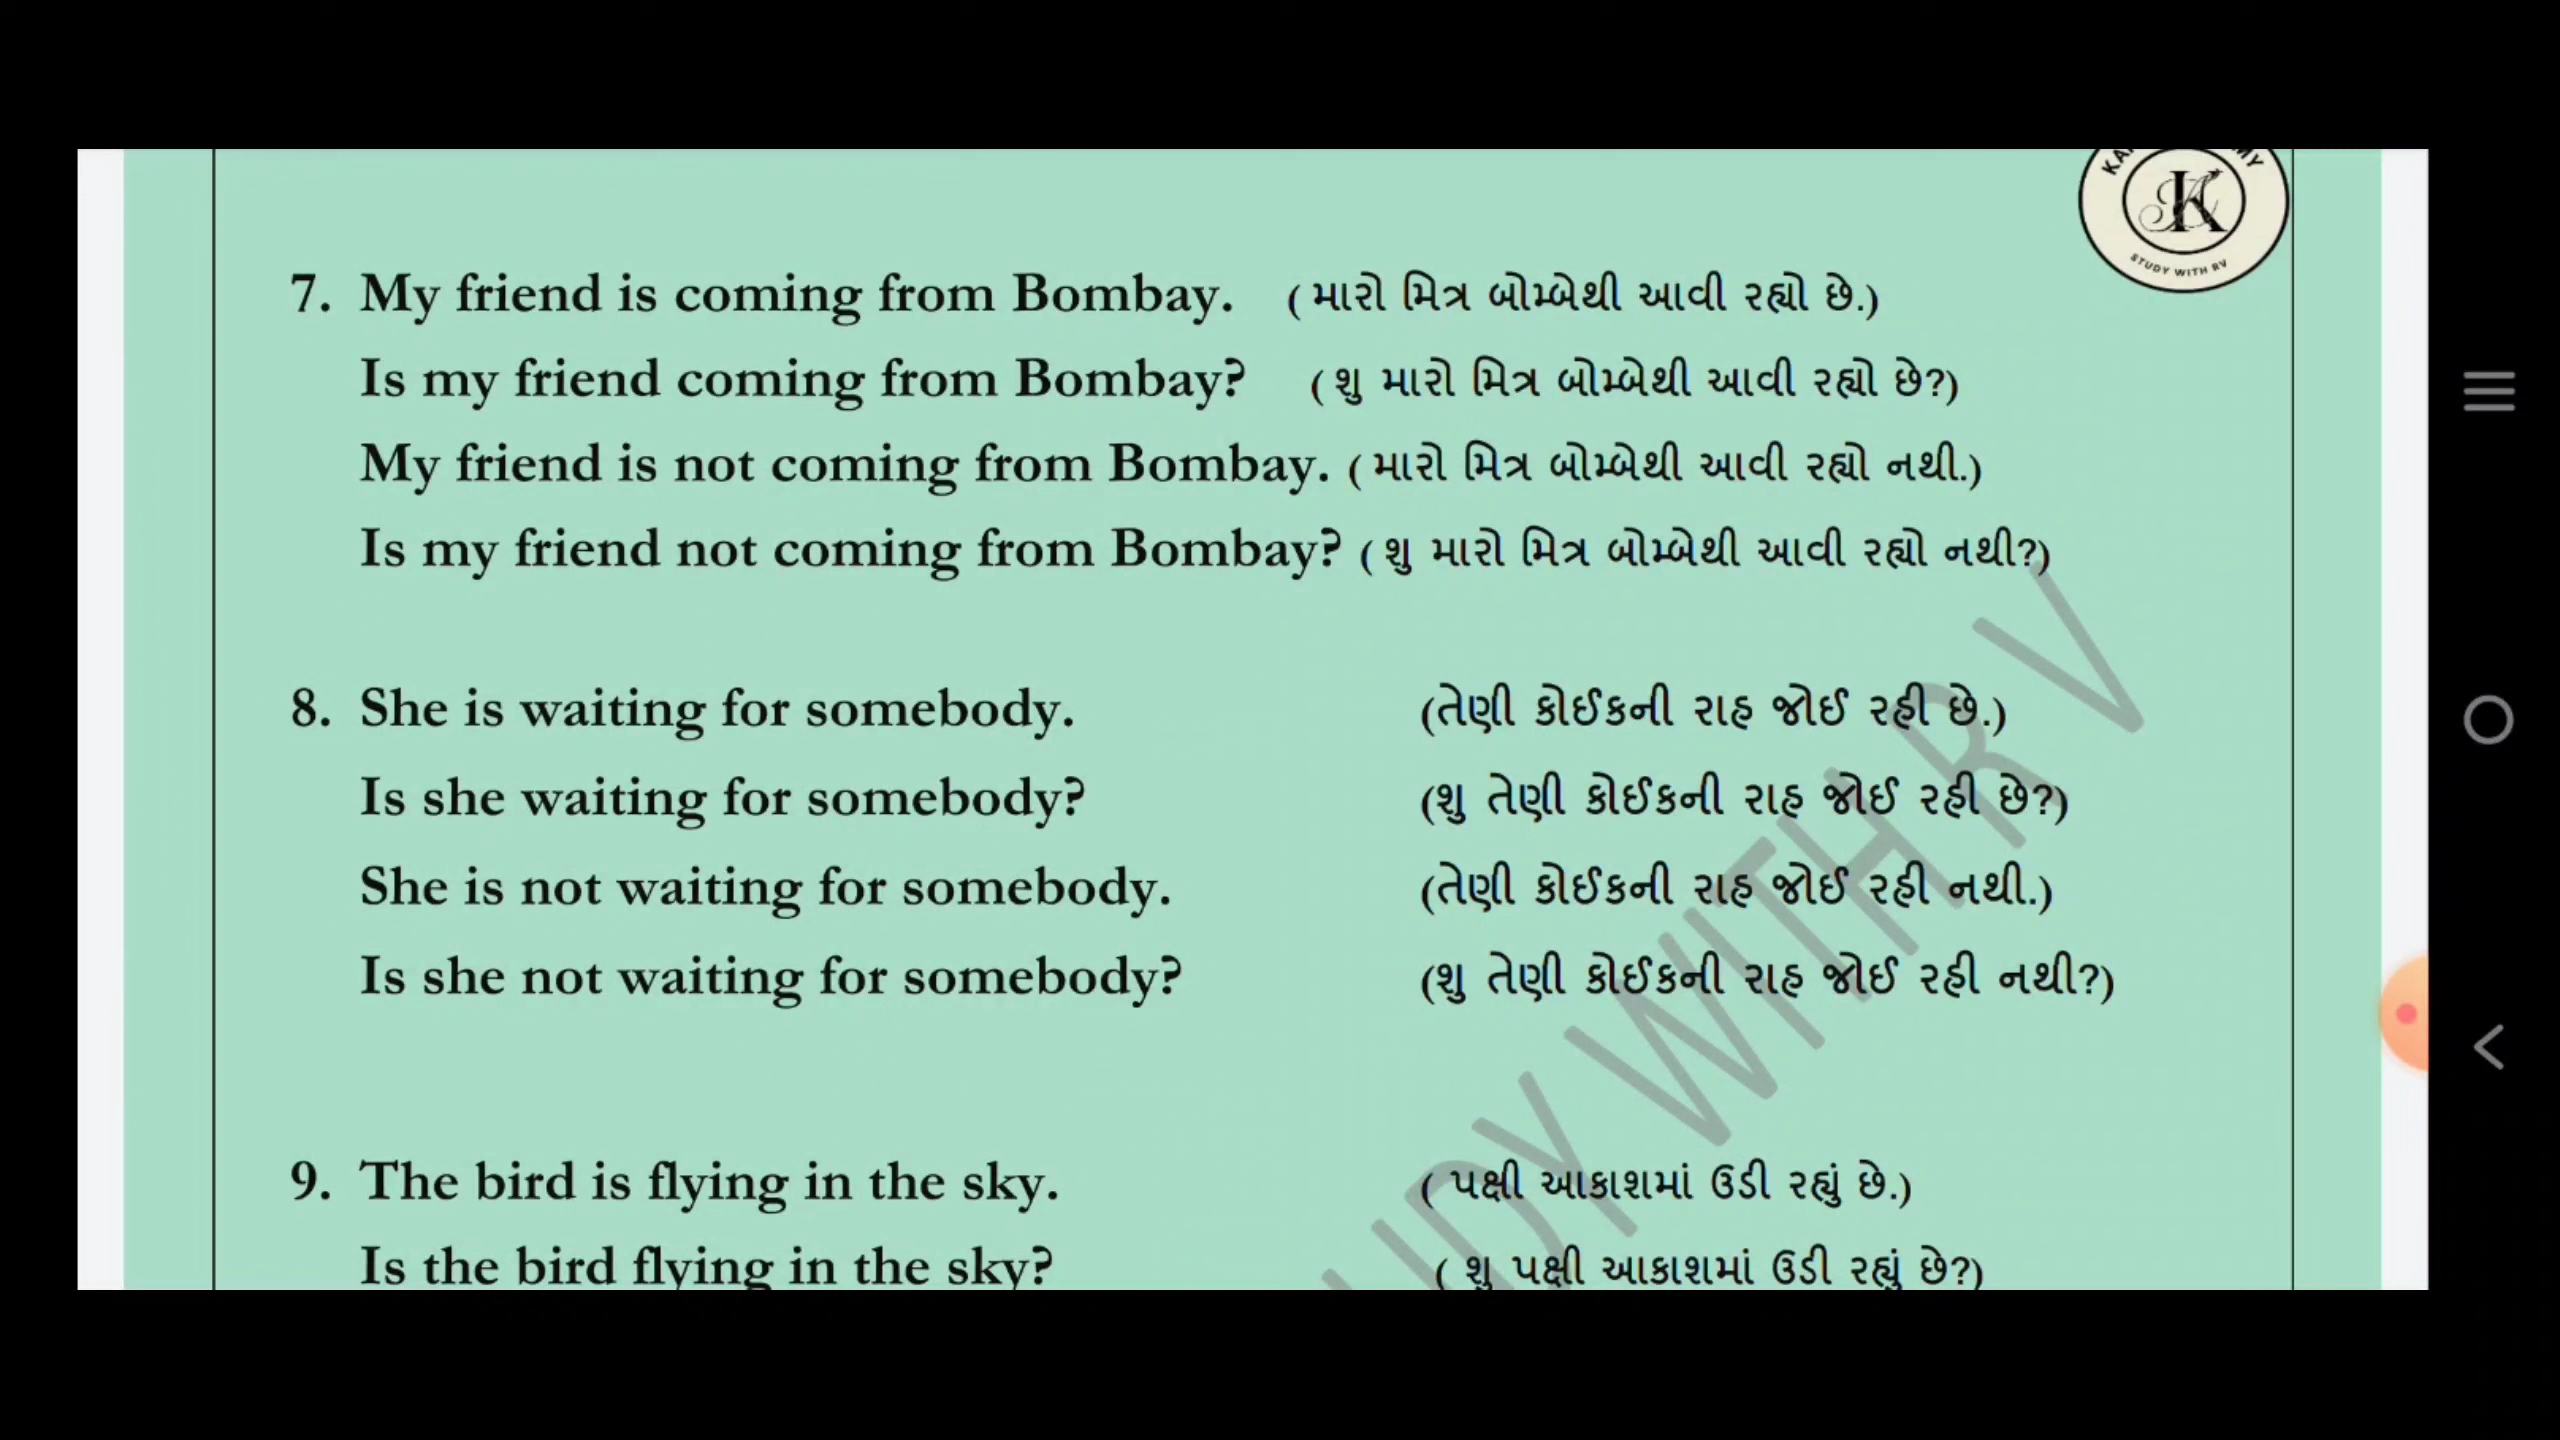 7. My friend is coming from Bombay. ( મારો મિત્ર બોમ્બેથી આવી રહ્યો છે.)
Is my friend coming from Bombay? ( શુ મારો મિત્ર બોમ્બેથી આવી રહ્યો છે?)
My friend is not coming from Bombay. ( મારો મિત્ર બોમ્બેથી આવી રહ્યો નથી.)
Is my friend not coming from Bombay? ( શુ મારો મિત્ર બોમ્બેથી આવી રહ્યો નથી?)
8. She is waiting for somebody. (તેણી કોઈકની રાહ જોઈ રહી છે.)
Is she waiting for somebody? (શુ તેણી કોઈકની રાહ જોઈ રહી છે?)
She is not waiting for somebody. (તેણી કોઈકની રાહ જોઈ રહી નથી.)
Is she not waiting for somebody? (શુ તેણી કોઈકની રાહ જોઈ રહી નથી?)
9. The bird is flying in the sky. ( પક્ષી આકાશમાં ઉડી રહ્યું છે.)
Is the bird flying in the sky? ( શુ પક્ષી આકાશમાં ઉડી રહ્યું છે?)
STUDY WITH RV
WITH RV